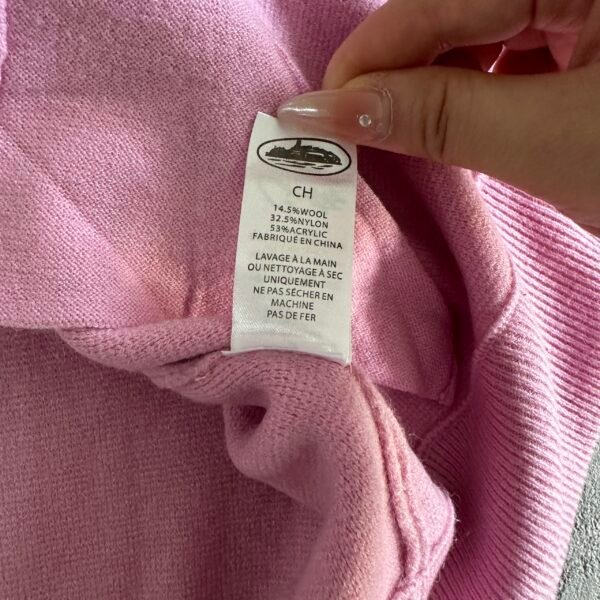 CH
14.5%WOOL
32.5%NYLON
53%ACRYLIC
FABRIQUÉ EN CHINA
LAVAGE À LA MAIN
OU NETTOYAGE À SEC
UNIQUEMENT
NE PAS SÉCHER EN
MACHINE
PAS DE FER